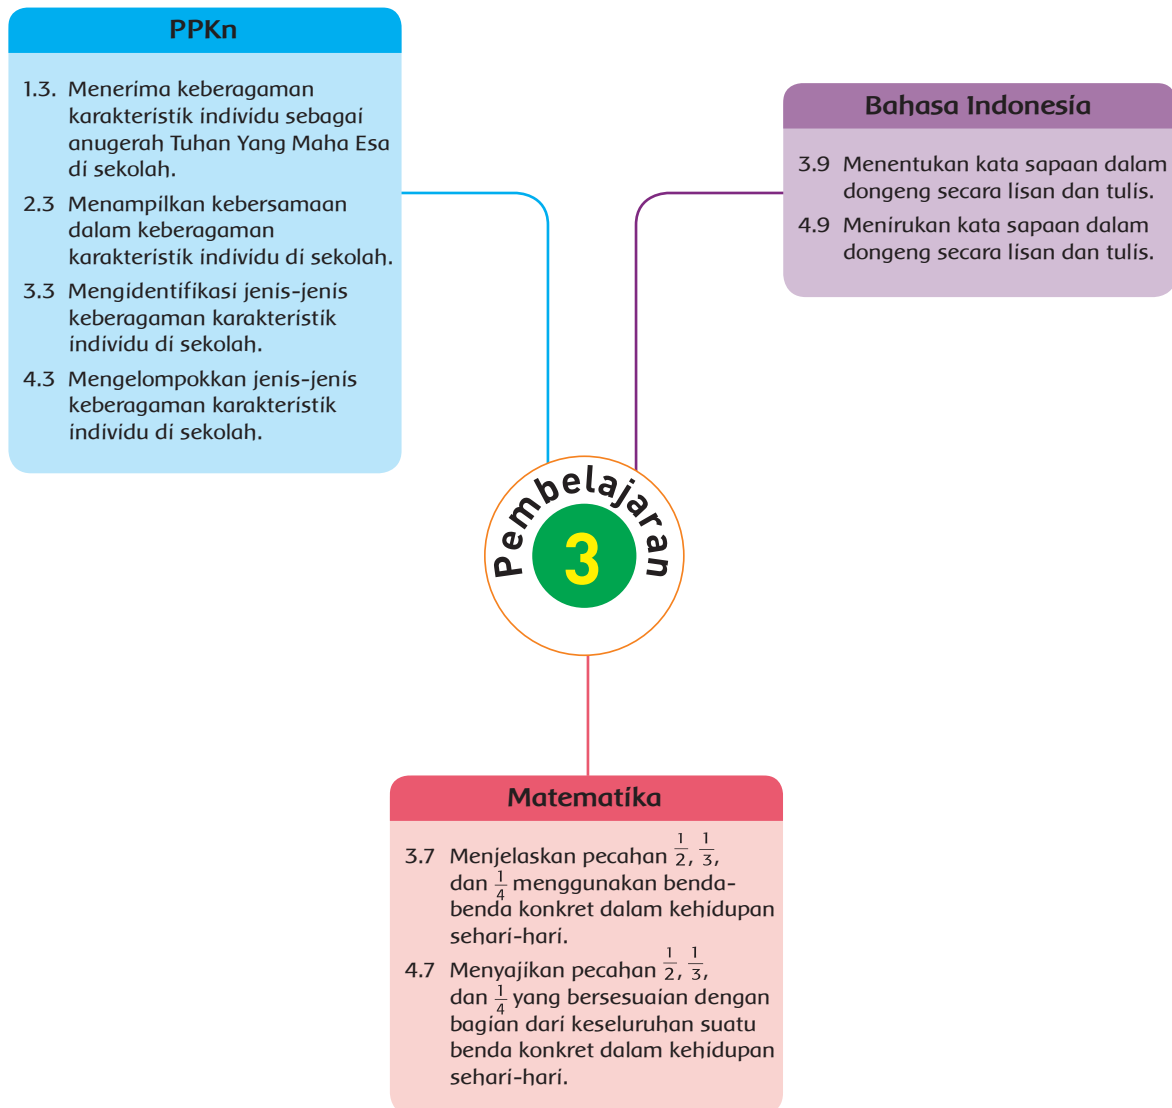 PPKn
1.3. Menerima keberagaman
karakteristik individu sebagai
anugerah Tuhan Yang Maha Esa
di sekolah.
2.3 Menampilkan kebersamaan
dalam keberagaman
karakteristik individu di sekolah.
3.3 Mengidentifikasi jenis-jenis
keberagaman karakteristik
individu di sekolah.
4.3 Mengelompokkan jenis-jenis
keberagaman karakteristik
individu di sekolah.
Bahasa Indonesia
3.9 Menentukan kata sapaan dalam
dongeng secara lisan dan tulis.
4.9 Menirukan kata sapaan dalam
dongeng secara lisan dan tulis.
Pembelajaran
3
Matematika
3.7 Menjelaskan pecahan 1/2, 1/3,
dan 1/4 menggunakan benda-
benda konkret dalam kehidupan
sehari-hari.
4.7 Menyajikan pecahan 1/2, 1/3,
dan 1/4 yang bersesuaian dengan
bagian dari keseluruhan suatu
benda konkret dalam kehidupan
sehari-hari.